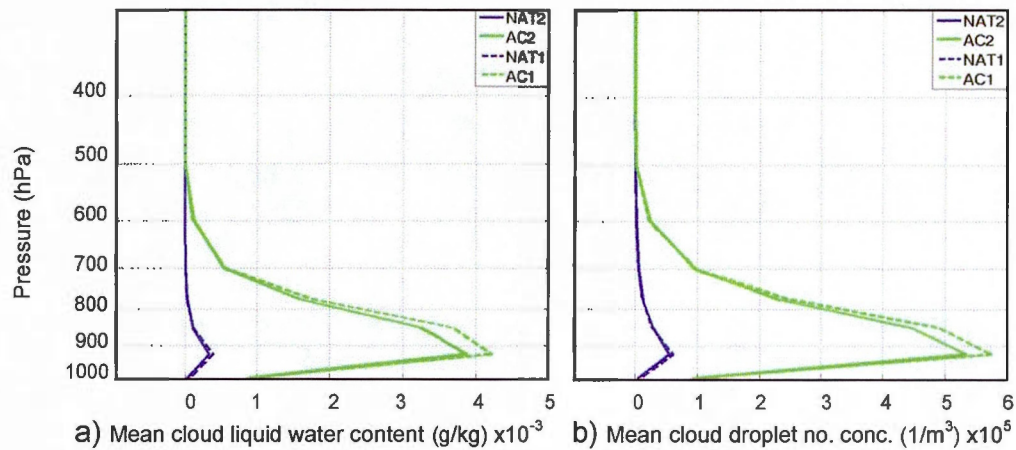 NAT2
AC2
NAT1
AC1
NAT2
AC2
NAT1
AC1
Pressure (hPa)
400
500
600
700
800
900
1000
0 1 2 3 4 5
0 1 2 3 4 5 6
a) Mean cloud liquid water content (g/kg) x10⁻³
b) Mean cloud droplet no. conc. (1/m³) x10⁵